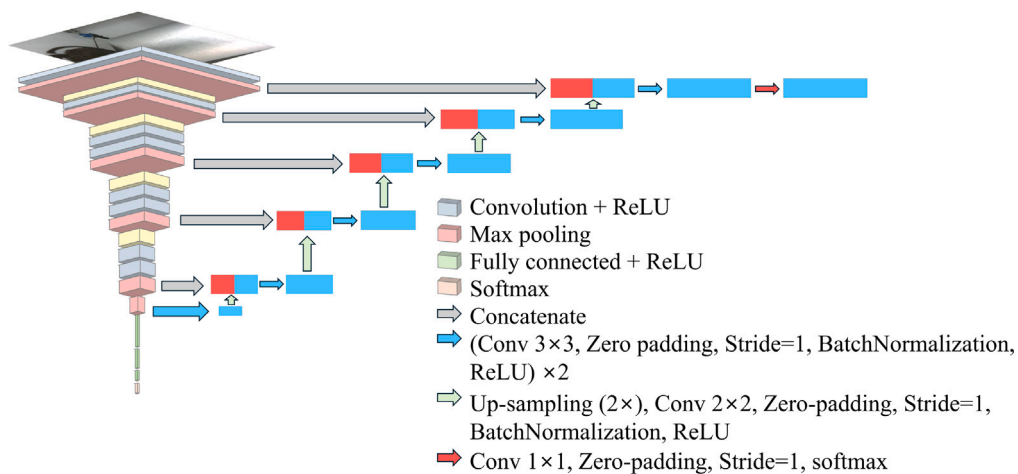 Convolution + ReLU
Max pooling
Fully connected + ReLU
Softmax
Concatenate
(Conv 3×3, Zero padding, Stride=1, BatchNormalization,
ReLU) ×2
Up-sampling (2×), Conv 2×2, Zero-padding, Stride=1,
BatchNormalization, ReLU
Conv 1×1, Zero-padding, Stride=1, softmax